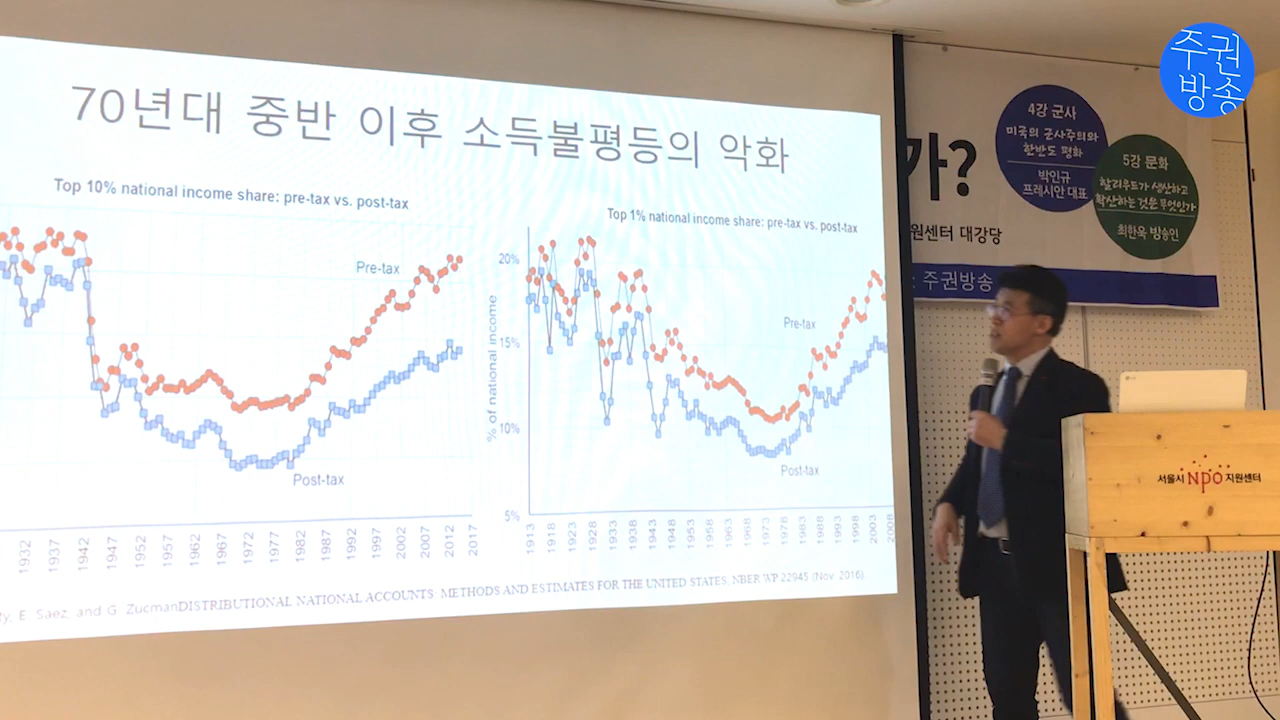 70년대 중반 이후 소득불평등의 악화
Top 10% national income share: pre-tax vs. post-tax
Pre-tax
Post-tax
1932 1937 1942 1947 1952 1957 1962 1967 1972 1977 1982 1987 1992 1997 2002 2007 2012 2017
Top 1% national income share: pre-tax vs. post-tax
% of national income
20%
15%
10%
5%
Pre-tax
Post-tax
1913 1918 1923 1928 1933 1938 1943 1948 1953 1958 1963 1968 1973 1978 1983 1988 1993 1998 2003 2008
E. Saez, and G. ZucmanDISTRIBUTIONAL NATIONAL ACCOUNTS: METHODS AND ESTIMATES FOR THE UNITED STATES, NBER WP 22945 (Nov. 2016)
주권
방송
가?
4강 군사
미국의 군사주의와
한반도 평화
박인규
프레시안 대표
5강 문화
할리우드가 생산하고
확산하는 것은 무엇인가
최한욱 방송인
원센터 대강당
: 주권방송
서울시 npo 지원센터